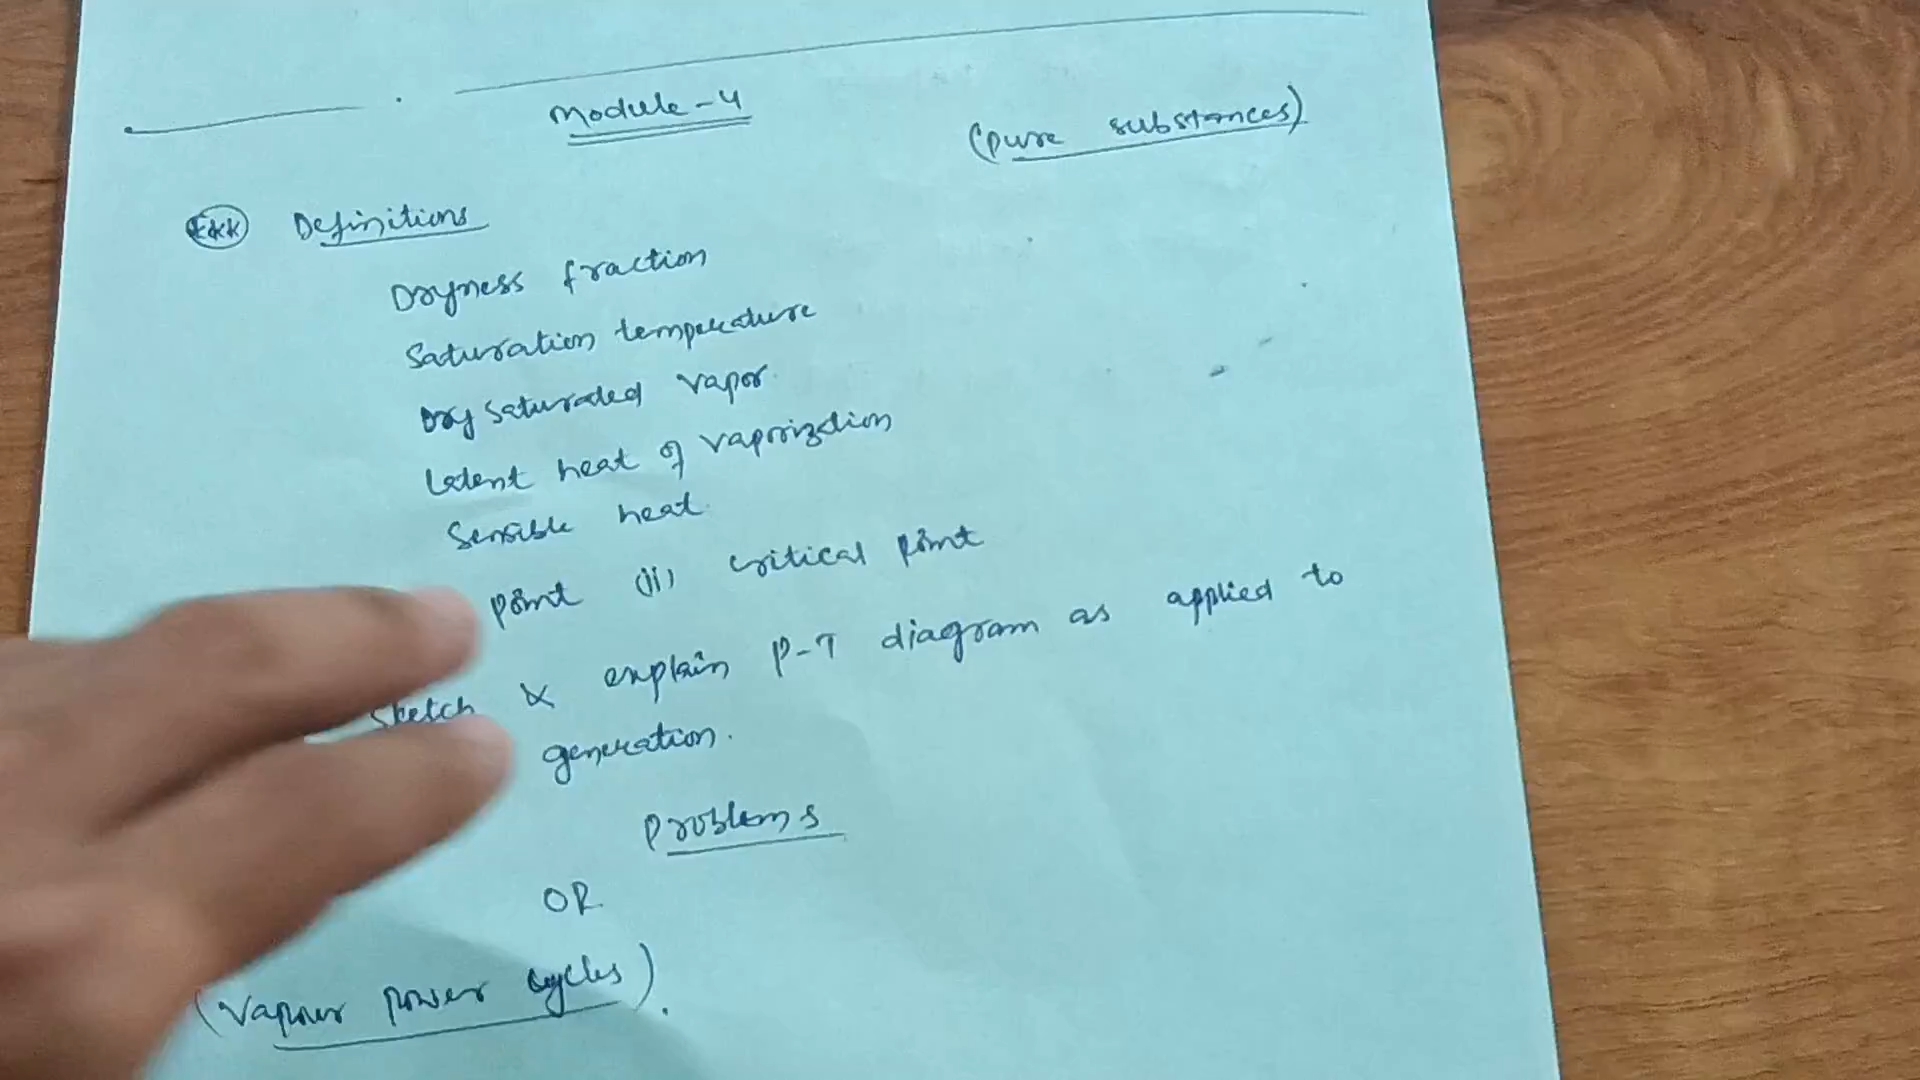 Module-4
(pure substances)
*** Definitions
Dryness fraction
Saturation temperature
Dry saturated vapor.
Latent heat of vaporization
Sensible heat
point (ii) critical point
Sketch & explain P-T diagram as applied to
generation.
Problems
OR
(Vapour power cycles).